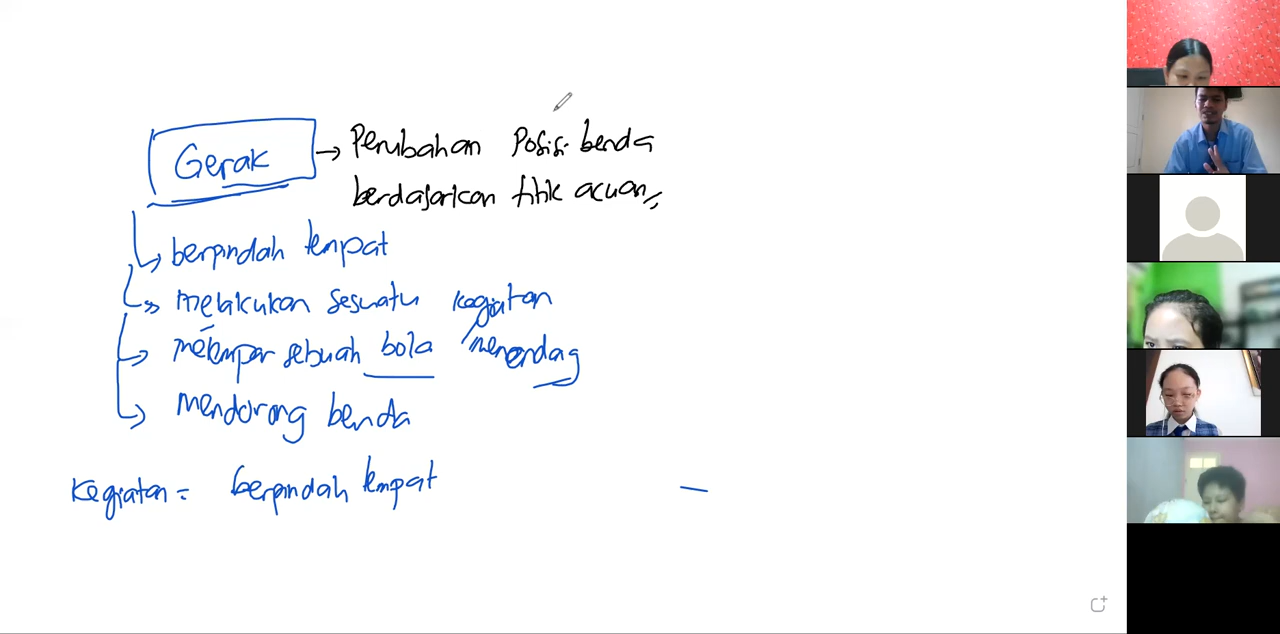 Gerak → Perubahan Posisi benda
berdasarkan titik acuan
berpindah tempat
melakukan sesuatu kegiatan
melempar sebuah bola / menendag
Mendorong benda
Kegiatan = berpindah tempat